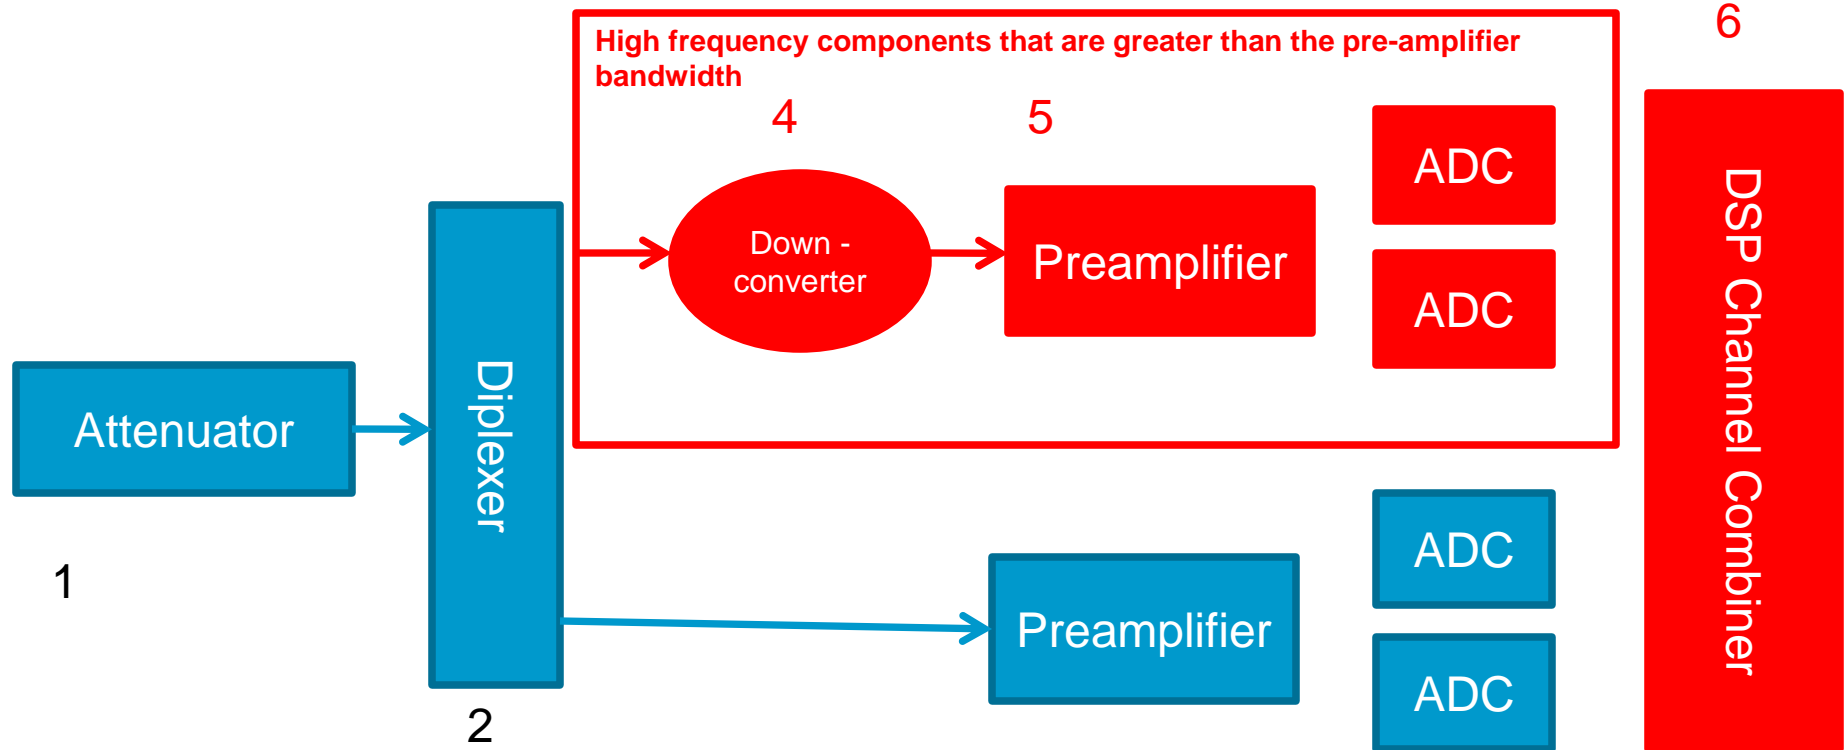 6
High frequency components that are greater than the pre-amplifier
bandwidth
4
5
ADC
Down -
converter
Preamplifier
ADC
DSP Channel Combiner
Attenuator
Diplexer
ADC
1
Preamplifier
ADC
2